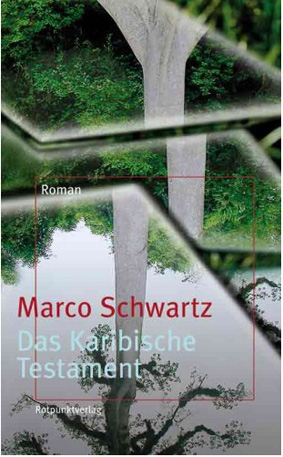 Roman
Marco Schwartz
Das Karibische
Testament
Rotpunktverlag